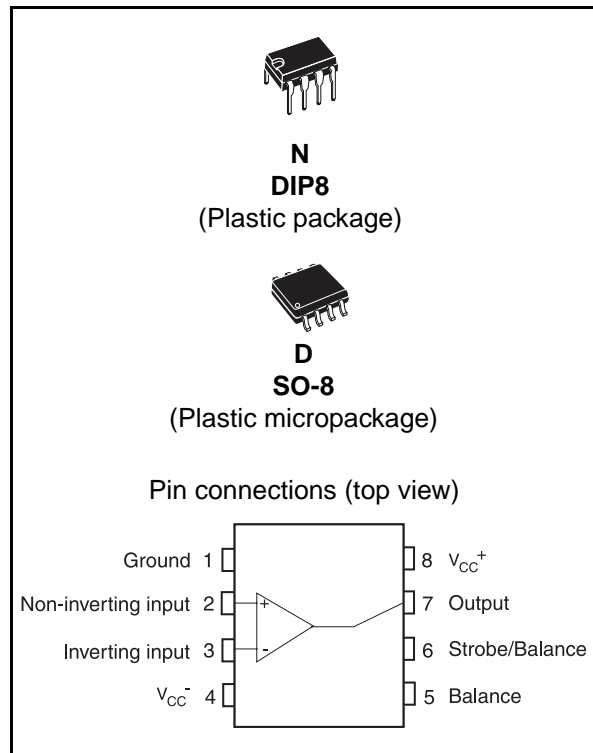 N
DIP8
(Plastic package)
D
SO-8
(Plastic micropackage)
Pin connections (top view)
Ground 1
8 VCC+
Non-inverting input 2
+
7 Output
Inverting input 3
-
6 Strobe/Balance
VCC- 4
5 Balance